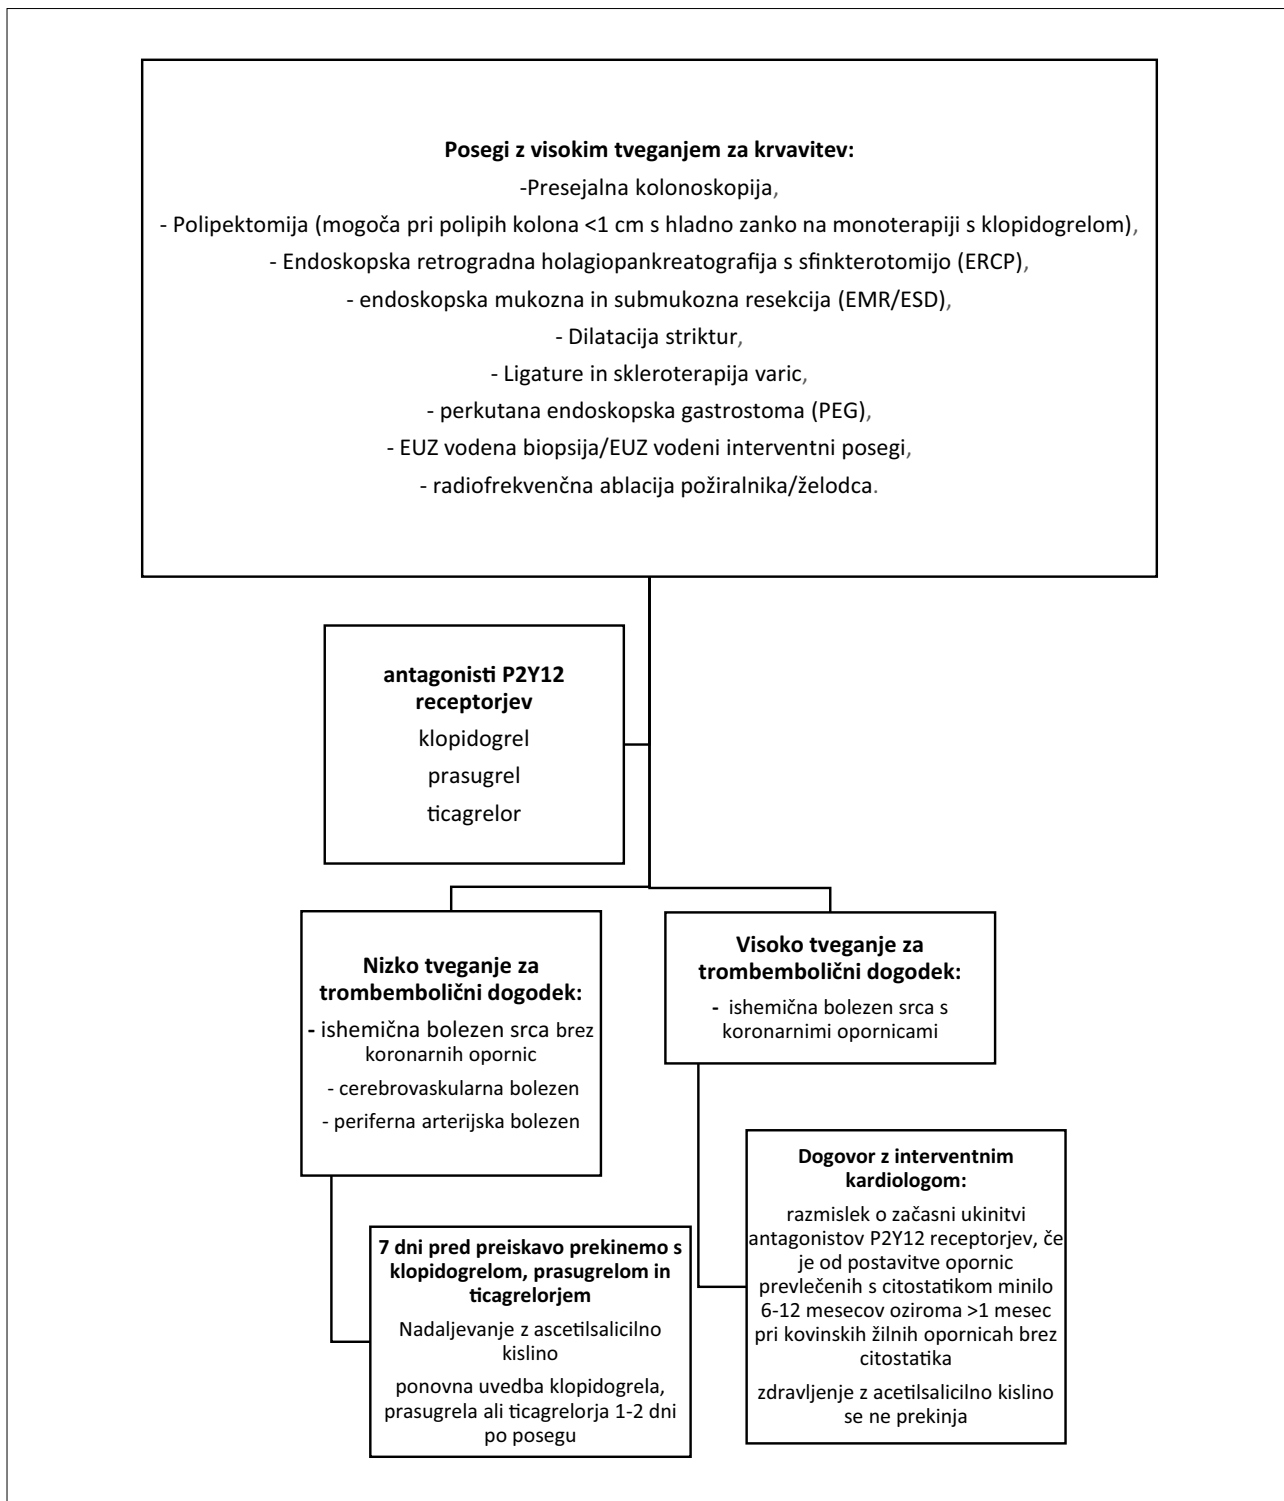 Posegi z visokim tveganjem za krvavitev:
-Presejalna kolonoskopija,
- Polipektomija (mogoča pri polipih kolona <1 cm s hladno zanko na monoterapiji s klopidogrelom),
- Endoskopska retrogradna holagiopankreatografija s sfinkterotomijo (ERCP),
- endoskopska mukozna in submukozna resekcija (EMR/ESD),
- Dilatacija striktur,
- Ligature in skleroterapija varic,
- perkutana endoskopska gastrostoma (PEG),
- EUZ vodena biopsija/EUZ vodeni interventni posegi,
- radiofrekvenčna ablacija požiralnika/želodca.
antagonisti P2Y12
receptorjev
klopidogrel
prasugrel
ticagrelor
Nizko tveganje za
trombembolični dogodek:
- ishemična bolezen srca brez
koronarnih opornic
- cerebrovaskularna bolezen
- periferna arterijska bolezen
7 dni pred preiskavo prekinemo s
klopidogrelom, prasugrelom in
ticagrelorjem
Nadaljevanje z ascetilsalicilno
kislino
ponovna uvedba klopidogrela,
prasugrela ali ticagrelorja 1-2 dni
po posegu
Visoko tveganje za
trombembolični dogodek:
- ishemična bolezen srca s
koronarnimi opornicami
Dogovor z interventnim
kardiologom:
razmislek o začasni ukinitvi
antagonistov P2Y12 receptorjev, če
je od postavitve opornic
prevlečenih s citostatikom minilo
6-12 mesecov oziroma >1 mesec
pri kovinskih žilnih opornicah brez
citostatika
zdravljenje z acetilsalicilno kislino
se ne prekinja